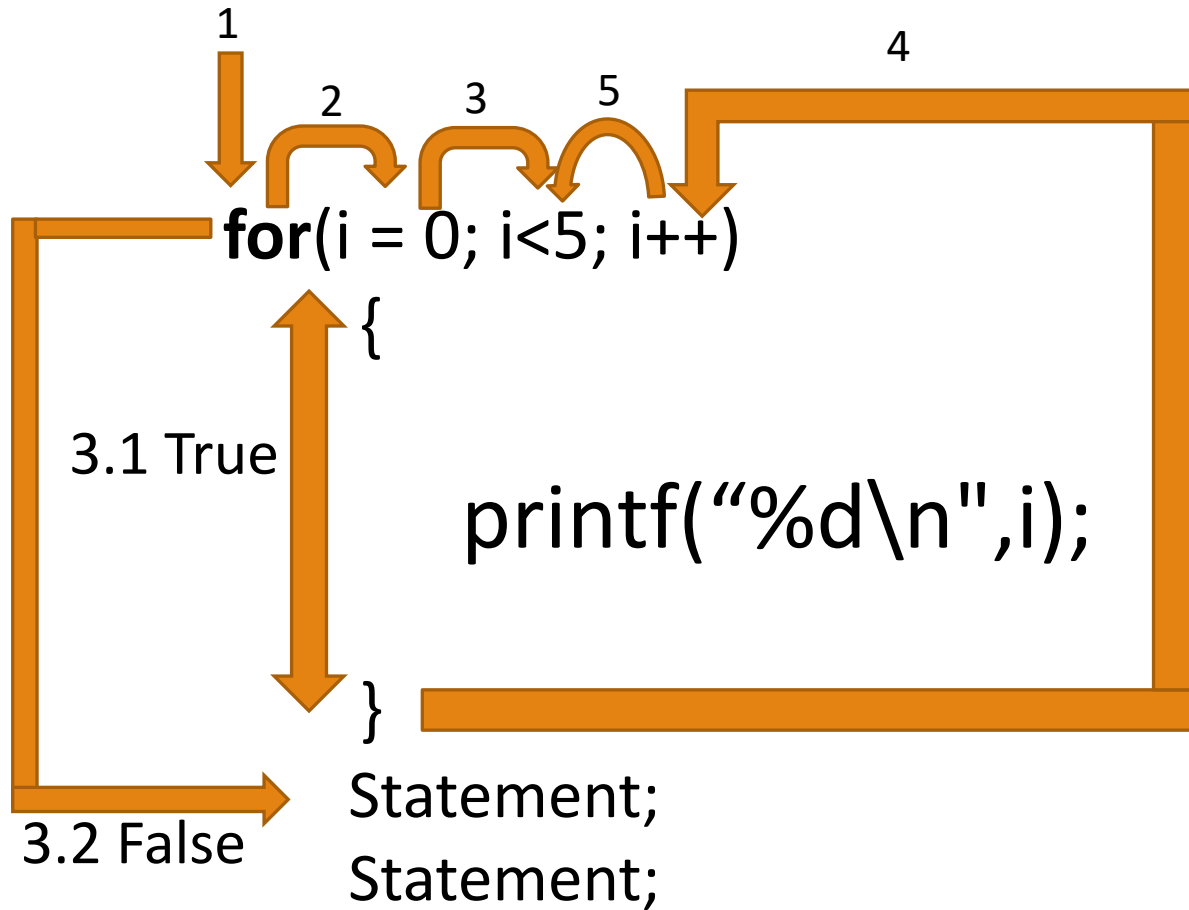 1
2
3
5
4
for(i = 0; i<5; i++)
{
3.1 True
printf(“%d\n",i);
}
Statement;
3.2 False
Statement;